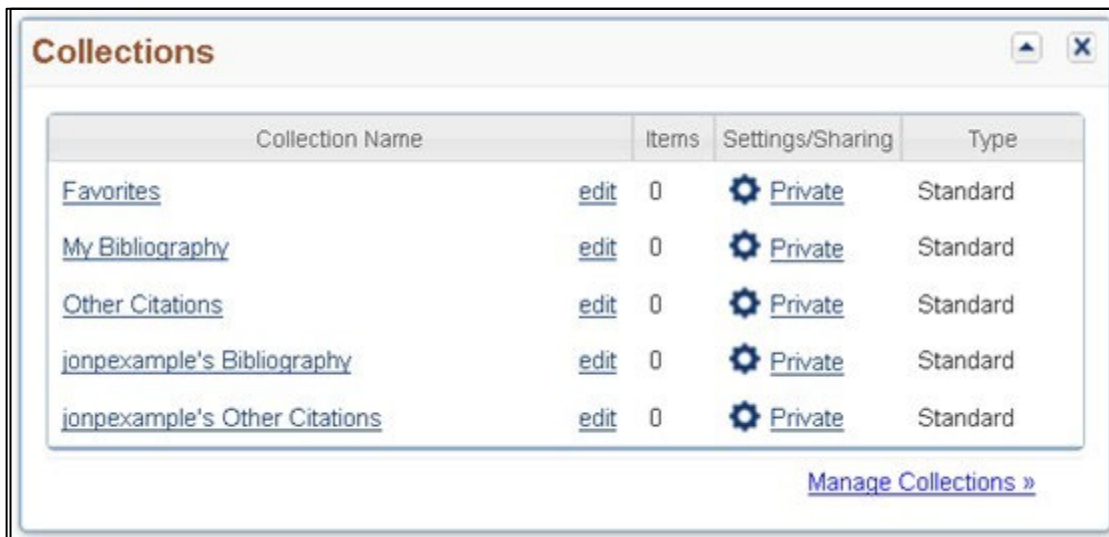 Collections
Collection Name Items Settings/Sharing Type
Favorites edit 0 Private Standard
My Bibliography edit 0 Private Standard
Other Citations edit 0 Private Standard
jonpexample's Bibliography edit 0 Private Standard
jonpexample's Other Citations edit 0 Private Standard
Manage Collections »